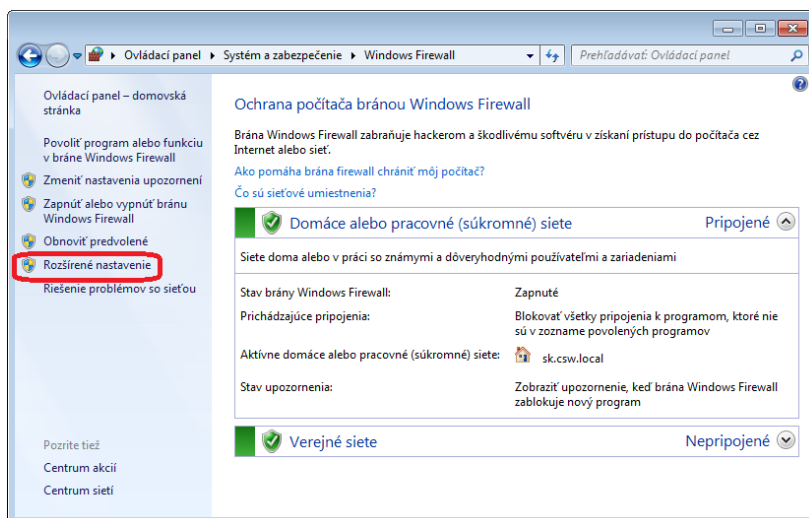 Ovládací panel
Systém a zabezpečenie
Windows Firewall
Prehľadávať: Ovládací panel
Ovládací panel – domovská
stránka
Povoliť program alebo funkciu
v bráne Windows Firewall
Zmeniť nastavenia upozornení
Zapnúť alebo vypnúť bránu
Windows Firewall
Obnoviť predvolené
Rozšírené nastavenie
Riešenie problémov so sieťou
Pozrite tiež
Centrum akcií
Centrum sietí
Ochrana počítača bránou Windows Firewall
Brána Windows Firewall zabraňuje hackerom a škodlivému softvéru v získaní prístupu do počítača cez
Internet alebo sieť.
Ako pomáha brána firewall chrániť môj počítač?
Čo sú sieťové umiestnenia?
Domáce alebo pracovné (súkromné) siete Pripojené
Siete doma alebo v práci so známymi a dôveryhodnými používateľmi a zariadeniami
Stav brány Windows Firewall: Zapnuté
Prichádzajúce pripojenia: Blokovať všetky pripojenia k programom, ktoré nie
sú v zozname povolených programov
Aktívne domáce alebo pracovné (súkromné) siete: sk.csw.local
Stav upozornenia: Zobraziť upozornenie, keď brána Windows Firewall
zablokuje nový program
Verejné siete Nepripojené